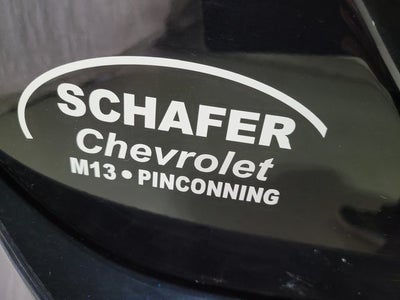 SCHAFER
Chevrolet
M13 • PINCONNING